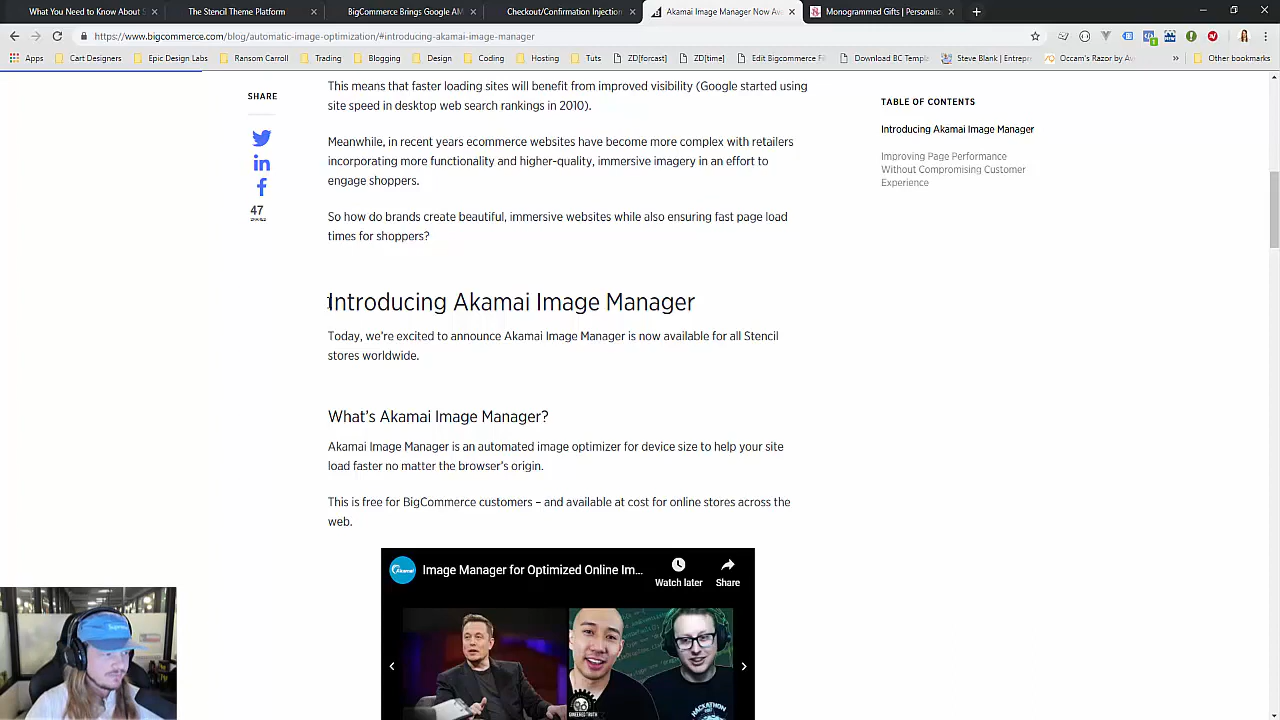 What You Need to Know About S
The Stencil Theme Platform
BigCommerce Brings Google AM
Checkout/Confirmation Injection
Akamai Image Manager Now Ava
Monogrammed Gifts | Personaliz
https://www.bigcommerce.com/blog/automatic-image-optimization/#introducing-akamai-image-manager
Apps
Cart Designers
Epic Design Labs
Ransom Carroll
Trading
Blogging
Design
Coding
Hosting
Tuts
ZD[forcast]
ZD[time]
Edit Bigcommerce F
Download BC Templ
Steve Blank | Entrepr
Occam's Razor by Av
Other bookmarks
This means that faster loading sites will benefit from improved visibility (Google started using
site speed in desktop web search rankings in 2010).
Meanwhile, in recent years ecommerce websites have become more complex with retailers
incorporating more functionality and higher-quality, immersive imagery in an effort to
engage shoppers.
So how do brands create beautiful, immersive websites while also ensuring fast page load
times for shoppers?
Introducing Akamai Image Manager
Today, we're excited to announce Akamai Image Manager is now available for all Stencil
stores worldwide.
What's Akamai Image Manager?
Akamai Image Manager is an automated image optimizer for device size to help your site
load faster no matter the browser's origin.
This is free for BigCommerce customers – and available at cost for online stores across the
web.
Akamai
Image Manager for Optimized Online Im...
Watch later
Share
SHARE
47
TABLE OF CONTENTS
Introducing Akamai Image Manager
Improving Page Performance
Without Compromising Customer
Experience